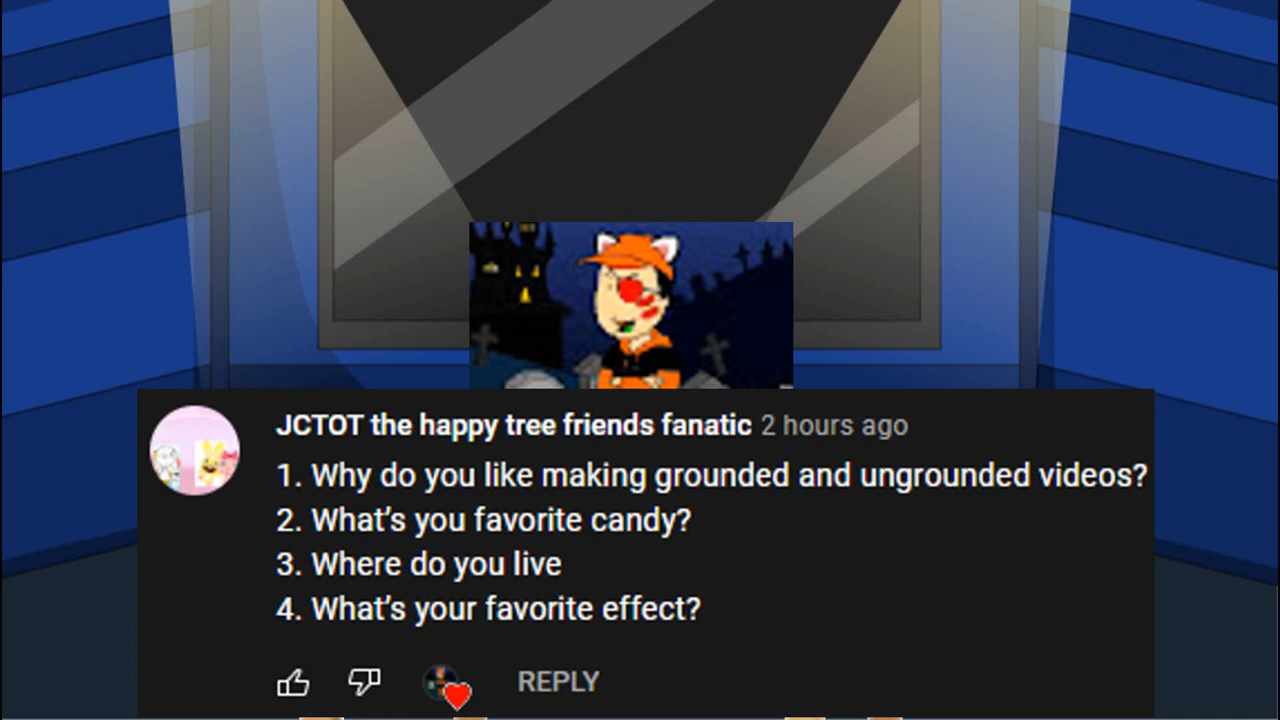 JCTOT the happy tree friends fanatic 2 hours ago
1. Why do you like making grounded and ungrounded videos?
2. What's you favorite candy?
3. Where do you live
4. What's your favorite effect?
REPLY